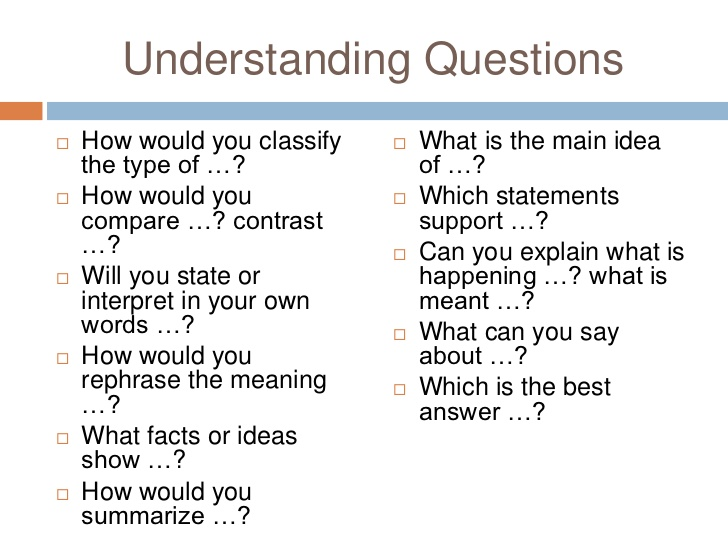 Understanding Questions
How would you classify
the type of …?
How would you
compare …? contrast
…?
Will you state or
interpret in your own
words …?
How would you
rephrase the meaning
…?
What facts or ideas
show …?
How would you
summarize …?
What is the main idea
of …?
Which statements
support …?
Can you explain what is
happening …? what is
meant …?
What can you say
about …?
Which is the best
answer …?